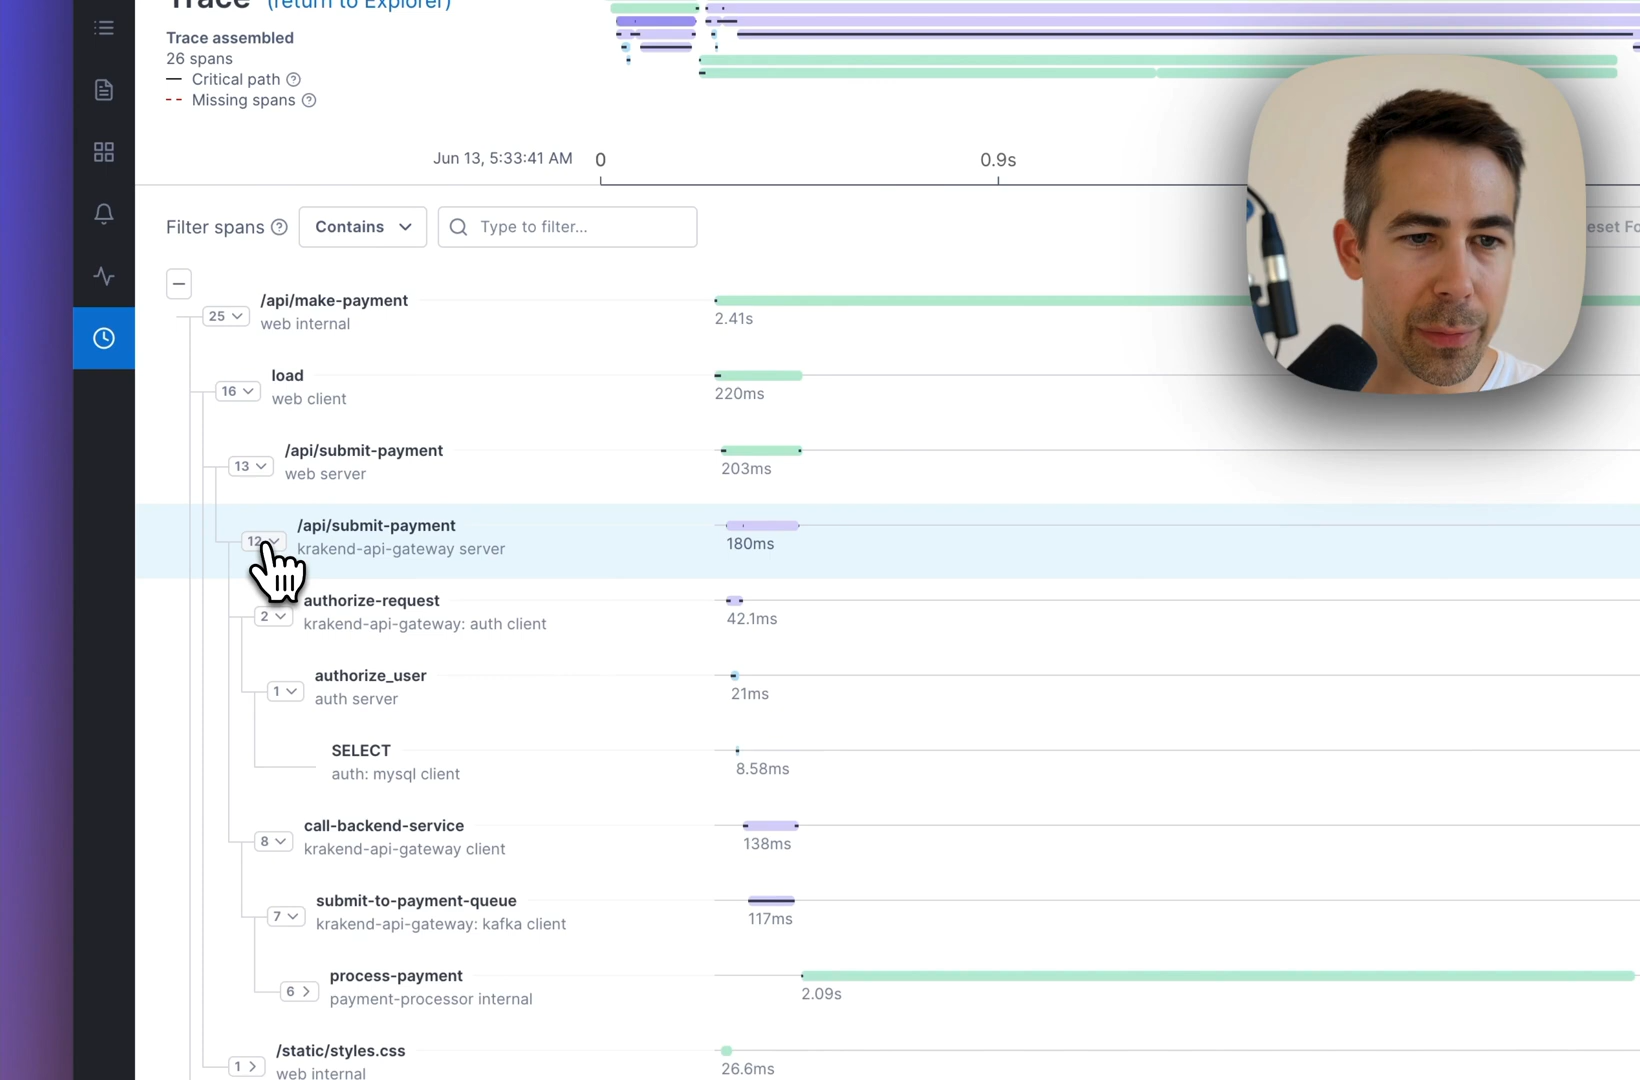 Trace (return to Explorer)
Trace assembled
26 spans
Critical path
Missing spans
Jun 13, 5:33:41 AM 0 0.9s
Filter spans Contains Type to filter... eset Fo
/api/make-payment
25 web internal 2.41s
load
16 web client 220ms
/api/submit-payment
13 web server 203ms
/api/submit-payment
12 krakend-api-gateway server 180ms
authorize-request
2 krakend-api-gateway: auth client 42.1ms
authorize_user
1 auth server 21ms
SELECT
auth: mysql client 8.58ms
call-backend-service
8 krakend-api-gateway client 138ms
submit-to-payment-queue
7 krakend-api-gateway: kafka client 117ms
process-payment
6 payment-processor internal 2.09s
/static/styles.css
1 web internal 26.6ms